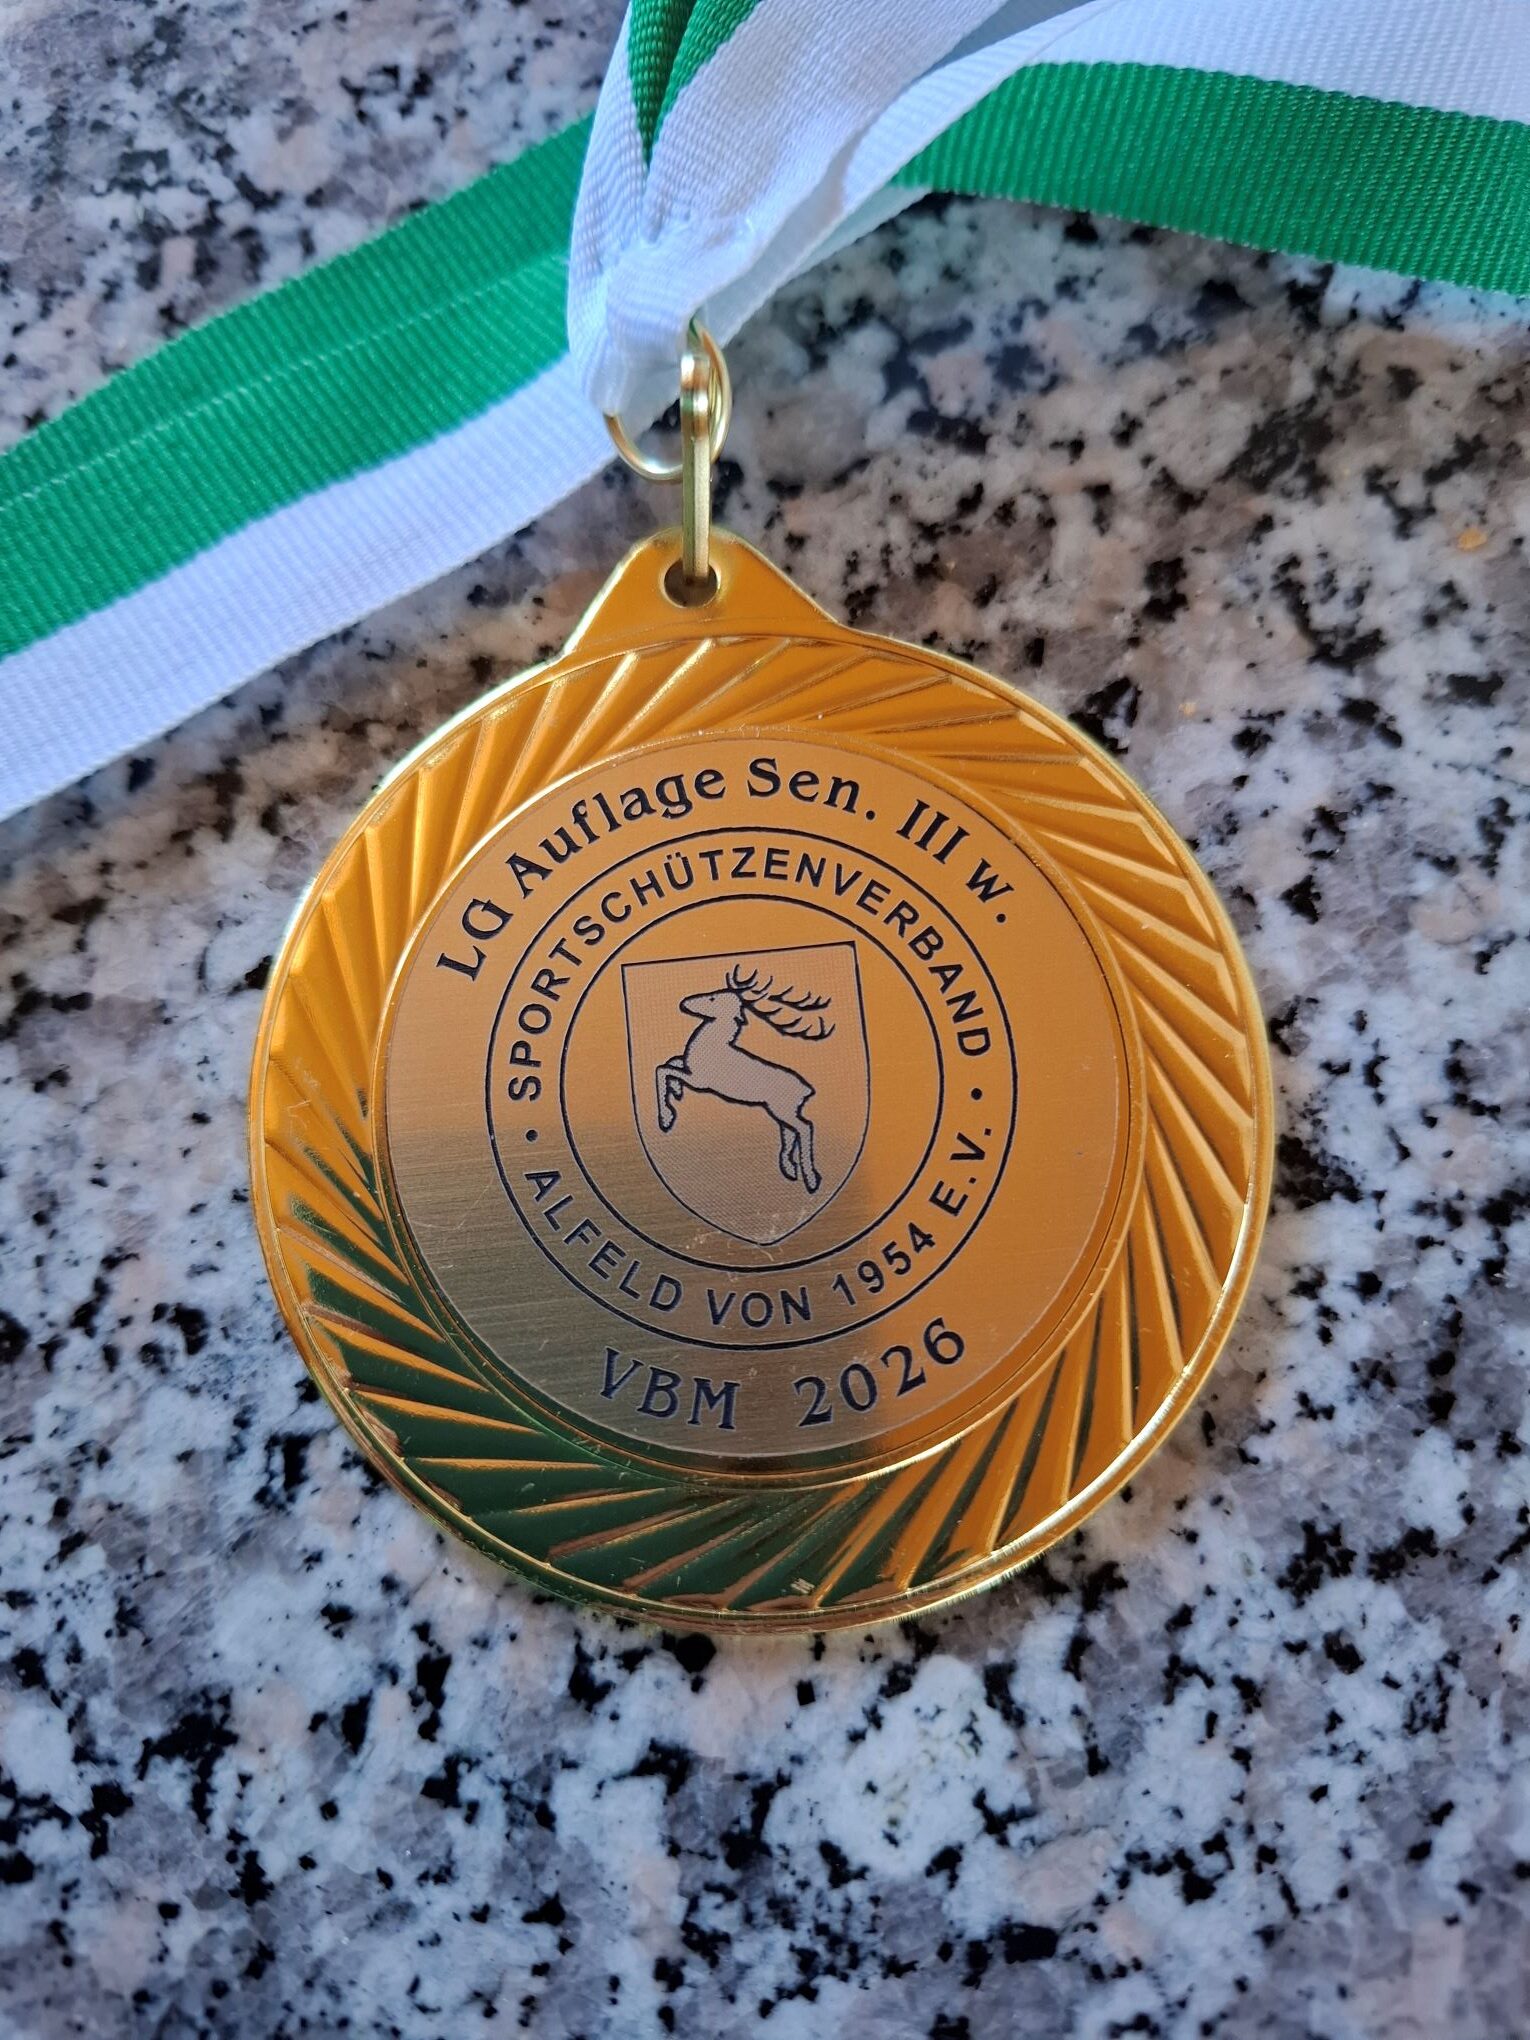 LG Auflage Sen. III w.
• SPORTSCHÜTZENVERBAND •
ALFELD VON 1954 E.V.
VBM 2026